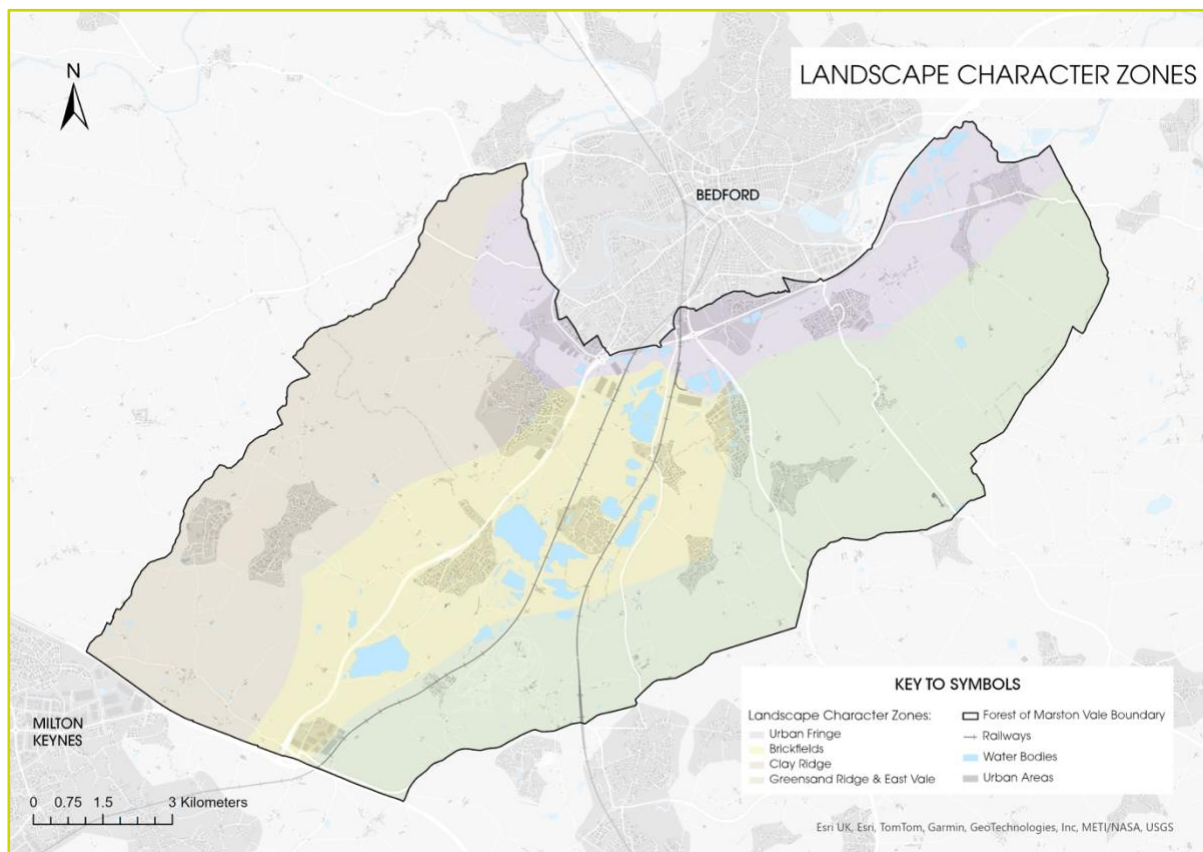 LANDSCAPE CHARACTER ZONES
N
BEDFORD
MILTON
KEYNES
KEY TO SYMBOLS
Landscape Character Zones:
Urban Fringe
Brickfields
Clay Ridge
Greensand Ridge & East Vale
Forest of Marston Vale Boundary
Railways
Water Bodies
Urban Areas
0 0.75 1.5 3 Kilometers
Esri UK, Esri, TomTom, Garmin, GeoTechnologies, Inc, METI/NASA, USGS